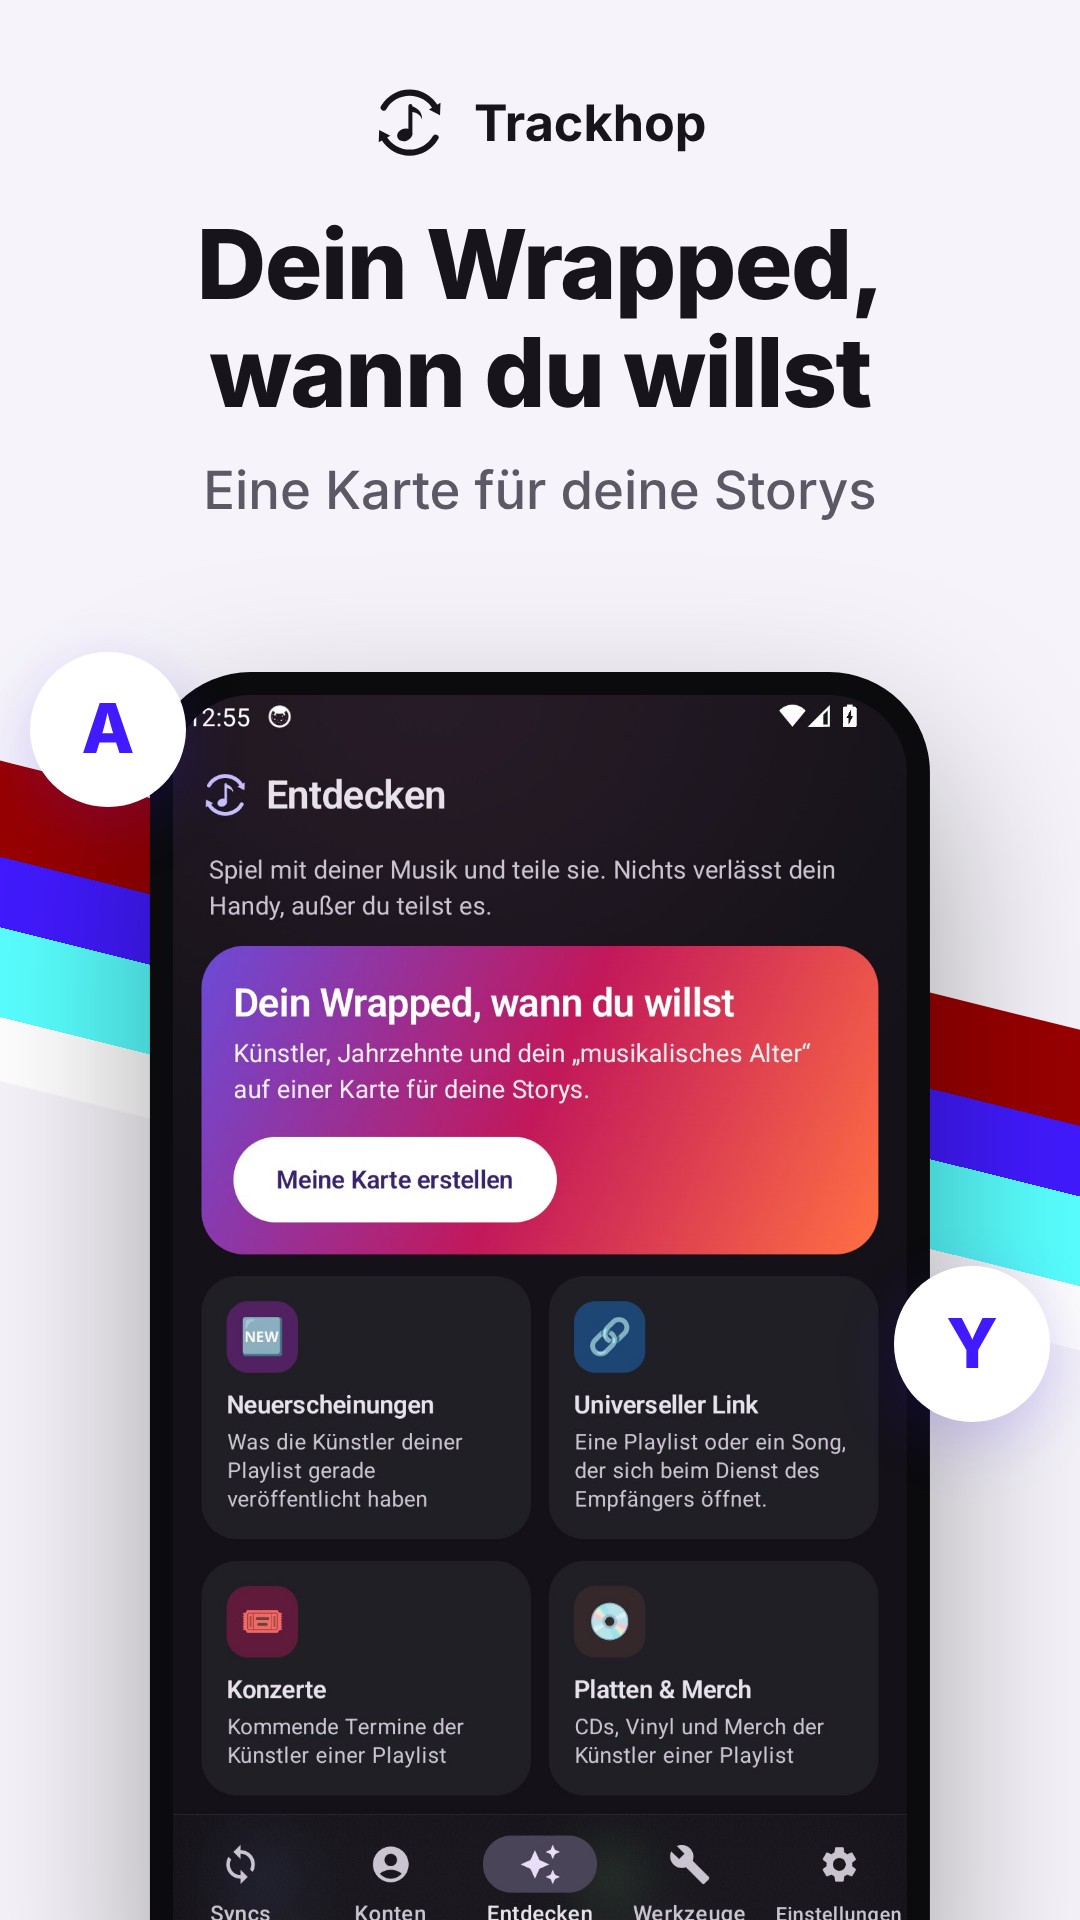 Trackhop
Dein Wrapped,
wann du willst
Eine Karte für deine Storys
A
12:55
Entdecken
Spiel mit deiner Musik und teile sie. Nichts verlässt dein
Handy, außer du teilst es.
Dein Wrapped, wann du willst
Künstler, Jahrzehnte und dein „musikalisches Alter“
auf einer Karte für deine Storys.
Meine Karte erstellen
Y
NEW
Neuerscheinungen
Was die Künstler deiner
Playlist gerade
veröffentlicht haben
Universeller Link
Eine Playlist oder ein Song,
der sich beim Dienst des
Empfängers öffnet.
Konzerte
Kommende Termine der
Künstler einer Playlist
Platten & Merch
CDs, Vinyl und Merch der
Künstler einer Playlist
Syncs
Konten
Entdecken
Werkzeuge
Einstellungen